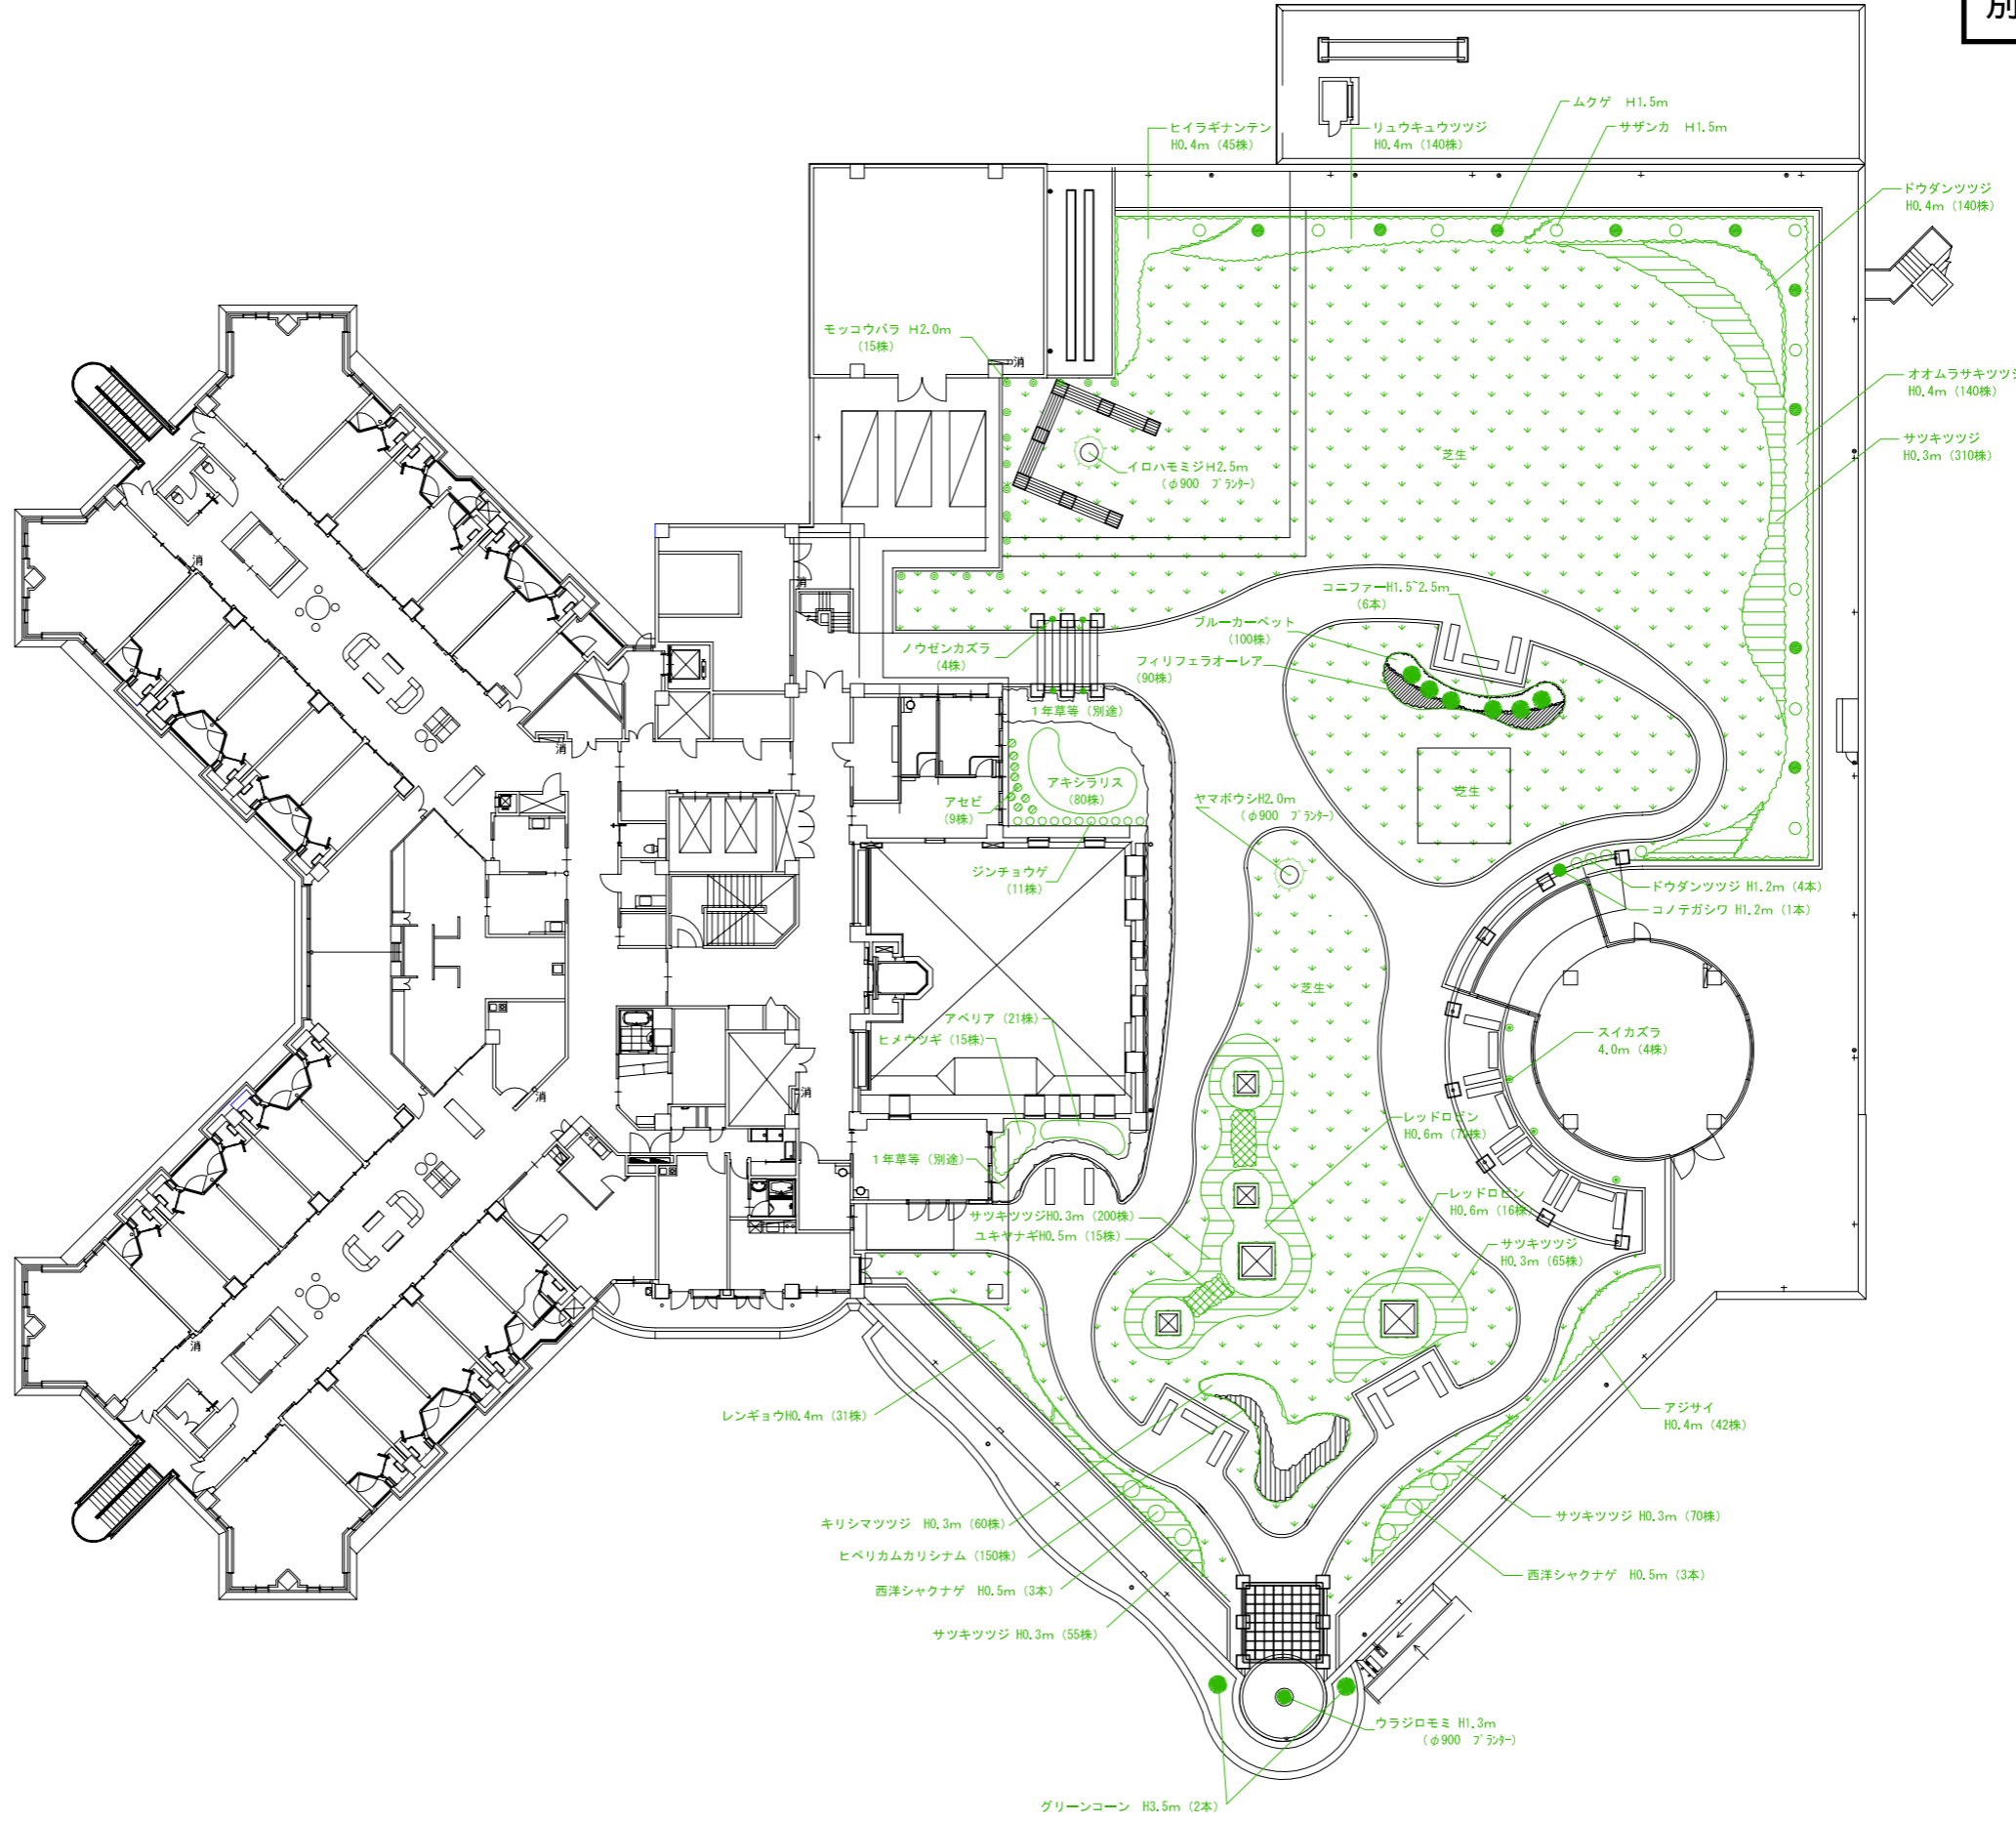 別
ムクゲ H1.5m
サザンカ H1.5m
ヒイラギナンテン
H0.4m (45株)
リュウキュウツツジ
H0.4m (140株)
ドウダンツツジ
H0.4m (140株)
モッコウバラ H2.0m
(15株)
消
オオムラサキツツジ
H0.4m (140株)
サツキツツジ
H0.3m (310株)
芝生
イロハモミジH2.5m
(φ900 プランター)
消
消
コニファーH1.5~2.5m
(6本)
ブルーカーペット
(100株)
フィリフェラオーレア
(90株)
ノウゼンカズラ
(4株)
1年草等 (別途)
消
アキシラリス
(80株)
アセビ
(9株)
芝生
ヤマボウシH2.0m
(φ900 プランター)
ジンチョウゲ
(11株)
ドウダンツツジ H1.2m (4本)
コノテガシワ H1.2m (1本)
芝生
アベリア (21株)
ヒメウツギ (15株)
スイカズラ
4.0m (4株)
消
消
レッドロビン
1年草等 (別途)
レッドロビン
H0.6m (16株)
サツキツツジH0.3m (200株)
ユキヤナギH0.5m (15株)
サツキツツジ
H0.3m (65株)
消
レンギョウH0.4m (31株)
アジサイ
H0.4m (42株)
キリシマツツジ H0.3m (60株)
サツキツツジ H0.3m (70株)
ヒペリカムカリシナム (150株)
西洋シャクナゲ H0.5m (3本)
西洋シャクナゲ H0.5m (3本)
サツキツツジ H0.3m (55株)
ウラジロモミ H1.3m
(φ900 プランター)
グリーンコーン H3.5m (2本)